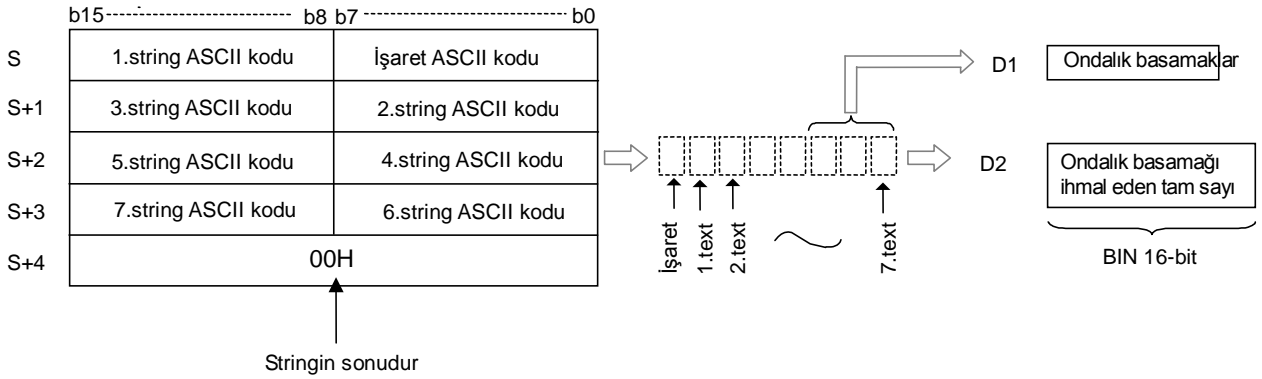 b15 b8 b7 b0
S 1.string ASCII kodu İşaret ASCII kodu
S+1 3.string ASCII kodu 2.string ASCII kodu
S+2 5.string ASCII kodu 4.string ASCII kodu
S+3 7.string ASCII kodu 6.string ASCII kodu
S+4 00H
Stringin sonudur
İşaret
1.text
2.text
7.text
D1 Ondalık basamaklar
D2 Ondalık basamağı
ihmal eden tam sayı
BIN 16-bit